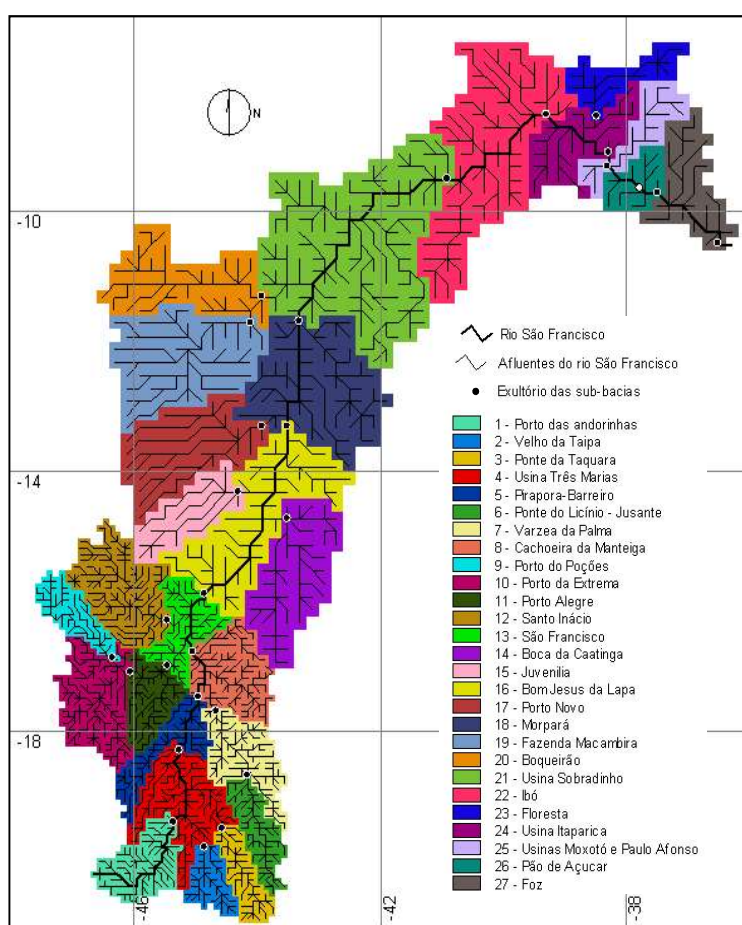 N
-10
-14
-18
-46
-42
-38
Rio São Francisco
Afluentes do rio São Francisco
Exultório das sub-bacias
1 - Porto das andorinhas
2 - Velho da Taipa
3 - Ponte da Taquara
4 - Usina Três Marias
5 - Pirapora-Barreiro
6 - Ponte do Licínio - Jusante
7 - Varzea da Palma
8 - Cachoeira da Manteiga
9 - Porto do Poções
10 - Porto da Extrema
11 - Porto Alegre
12 - Santo Inácio
13 - São Francisco
14 - Boca da Caatinga
15 - Juvenilia
16 - Bom Jesus da Lapa
17 - Porto Novo
18 - Morpará
19 - Fazenda Macambira
20 - Boqueirão
21 - Usina Sobradinho
22 - Ibó
23 - Floresta
24 - Usina Itaparica
25 - Usinas Moxotó e Paulo Afonso
26 - Pão de Açucar
27 - Foz